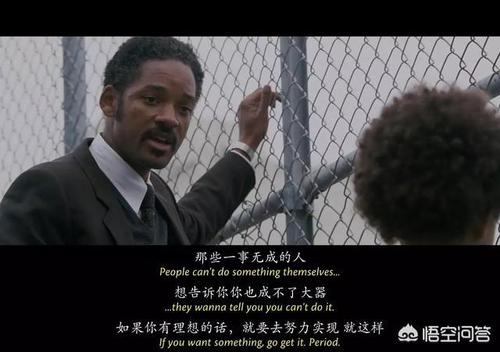 那些一事无成的人
People can't do something themselves...
想告诉你你也成不了大器
...they wanna tell you you can't do it.
如果你有理想的话，就要去努力实现 就这样
If you want something, go get it. Period.
悟空问答